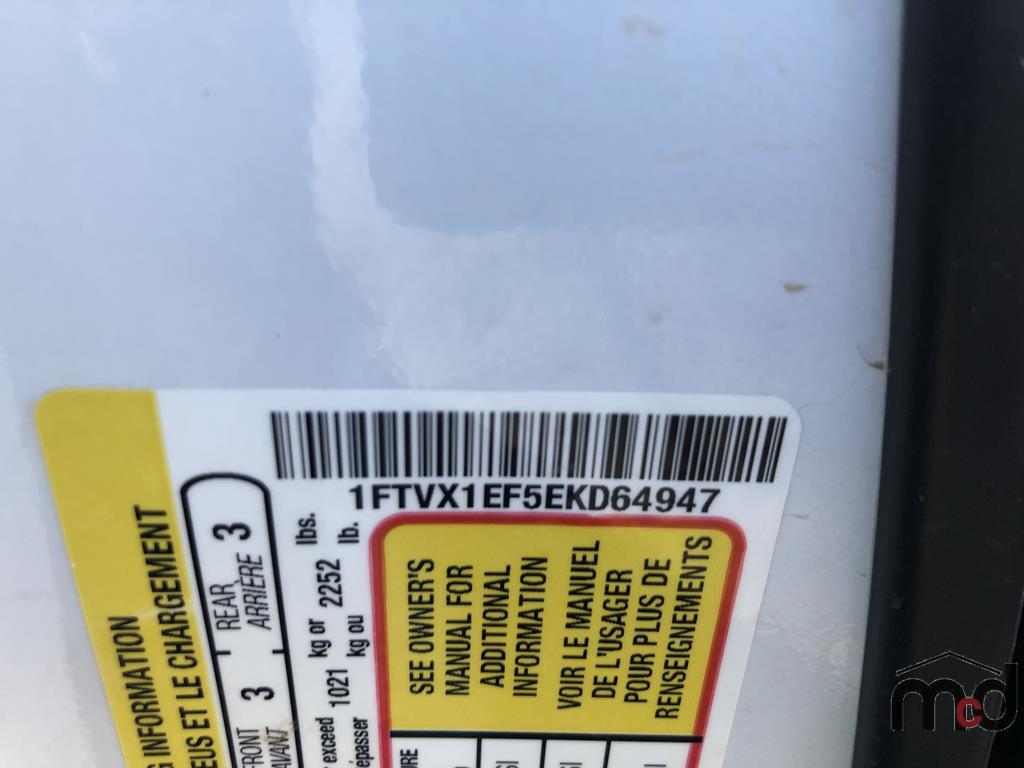 1FTVX1EF5EKD64947
G INFORMATION
EUS ET LE CHARGEMENT
FRONT 3 REAR 3
AVANT ARRIÈRE
exceed 1021 kg or 2252 lbs.
kg ou lb.
SEE OWNER'S
MANUAL FOR
ADDITIONAL
INFORMATION
VOIR LE MANUEL
DE L'USAGER
POUR PLUS DE
RENSEIGNEMENTS
mcd